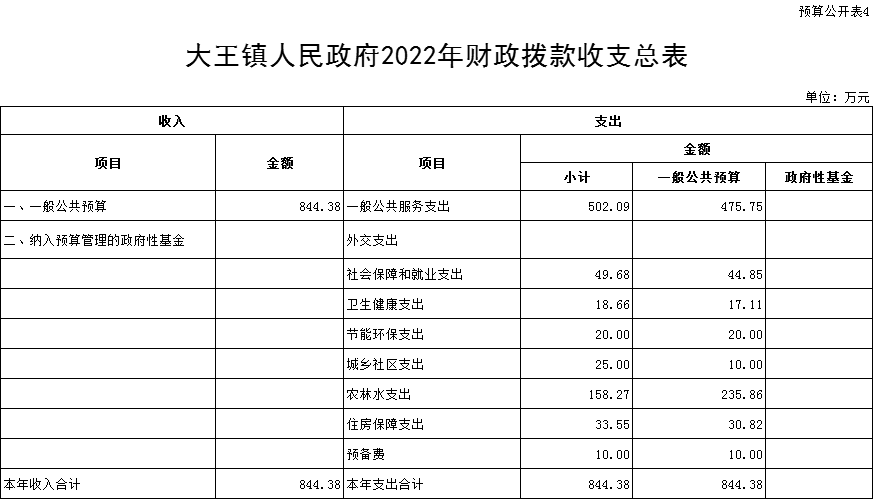 预算公开表4
大王镇人民政府2022年财政拨款收支总表
单位：万元
收入 支出
项目 金额 项目 金额
小计 一般公共预算 政府性基金
一、一般公共预算 844.38 一般公共服务支出 502.09 475.75
二、纳入预算管理的政府性基金 外交支出
社会保障和就业支出 49.68 44.85
卫生健康支出 18.66 17.11
节能环保支出 20.00 20.00
城乡社区支出 25.00 10.00
农林水支出 158.27 235.86
住房保障支出 33.55 30.82
预备费 10.00 10.00
本年收入合计 844.38 本年支出合计 844.38 844.38